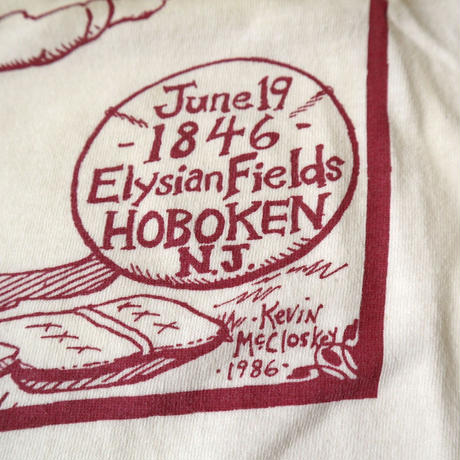 June 19
- 1846 -
Elysian Fields
HOBOKEN
N.J.
Kevin
McCloskey
· 1986 ·